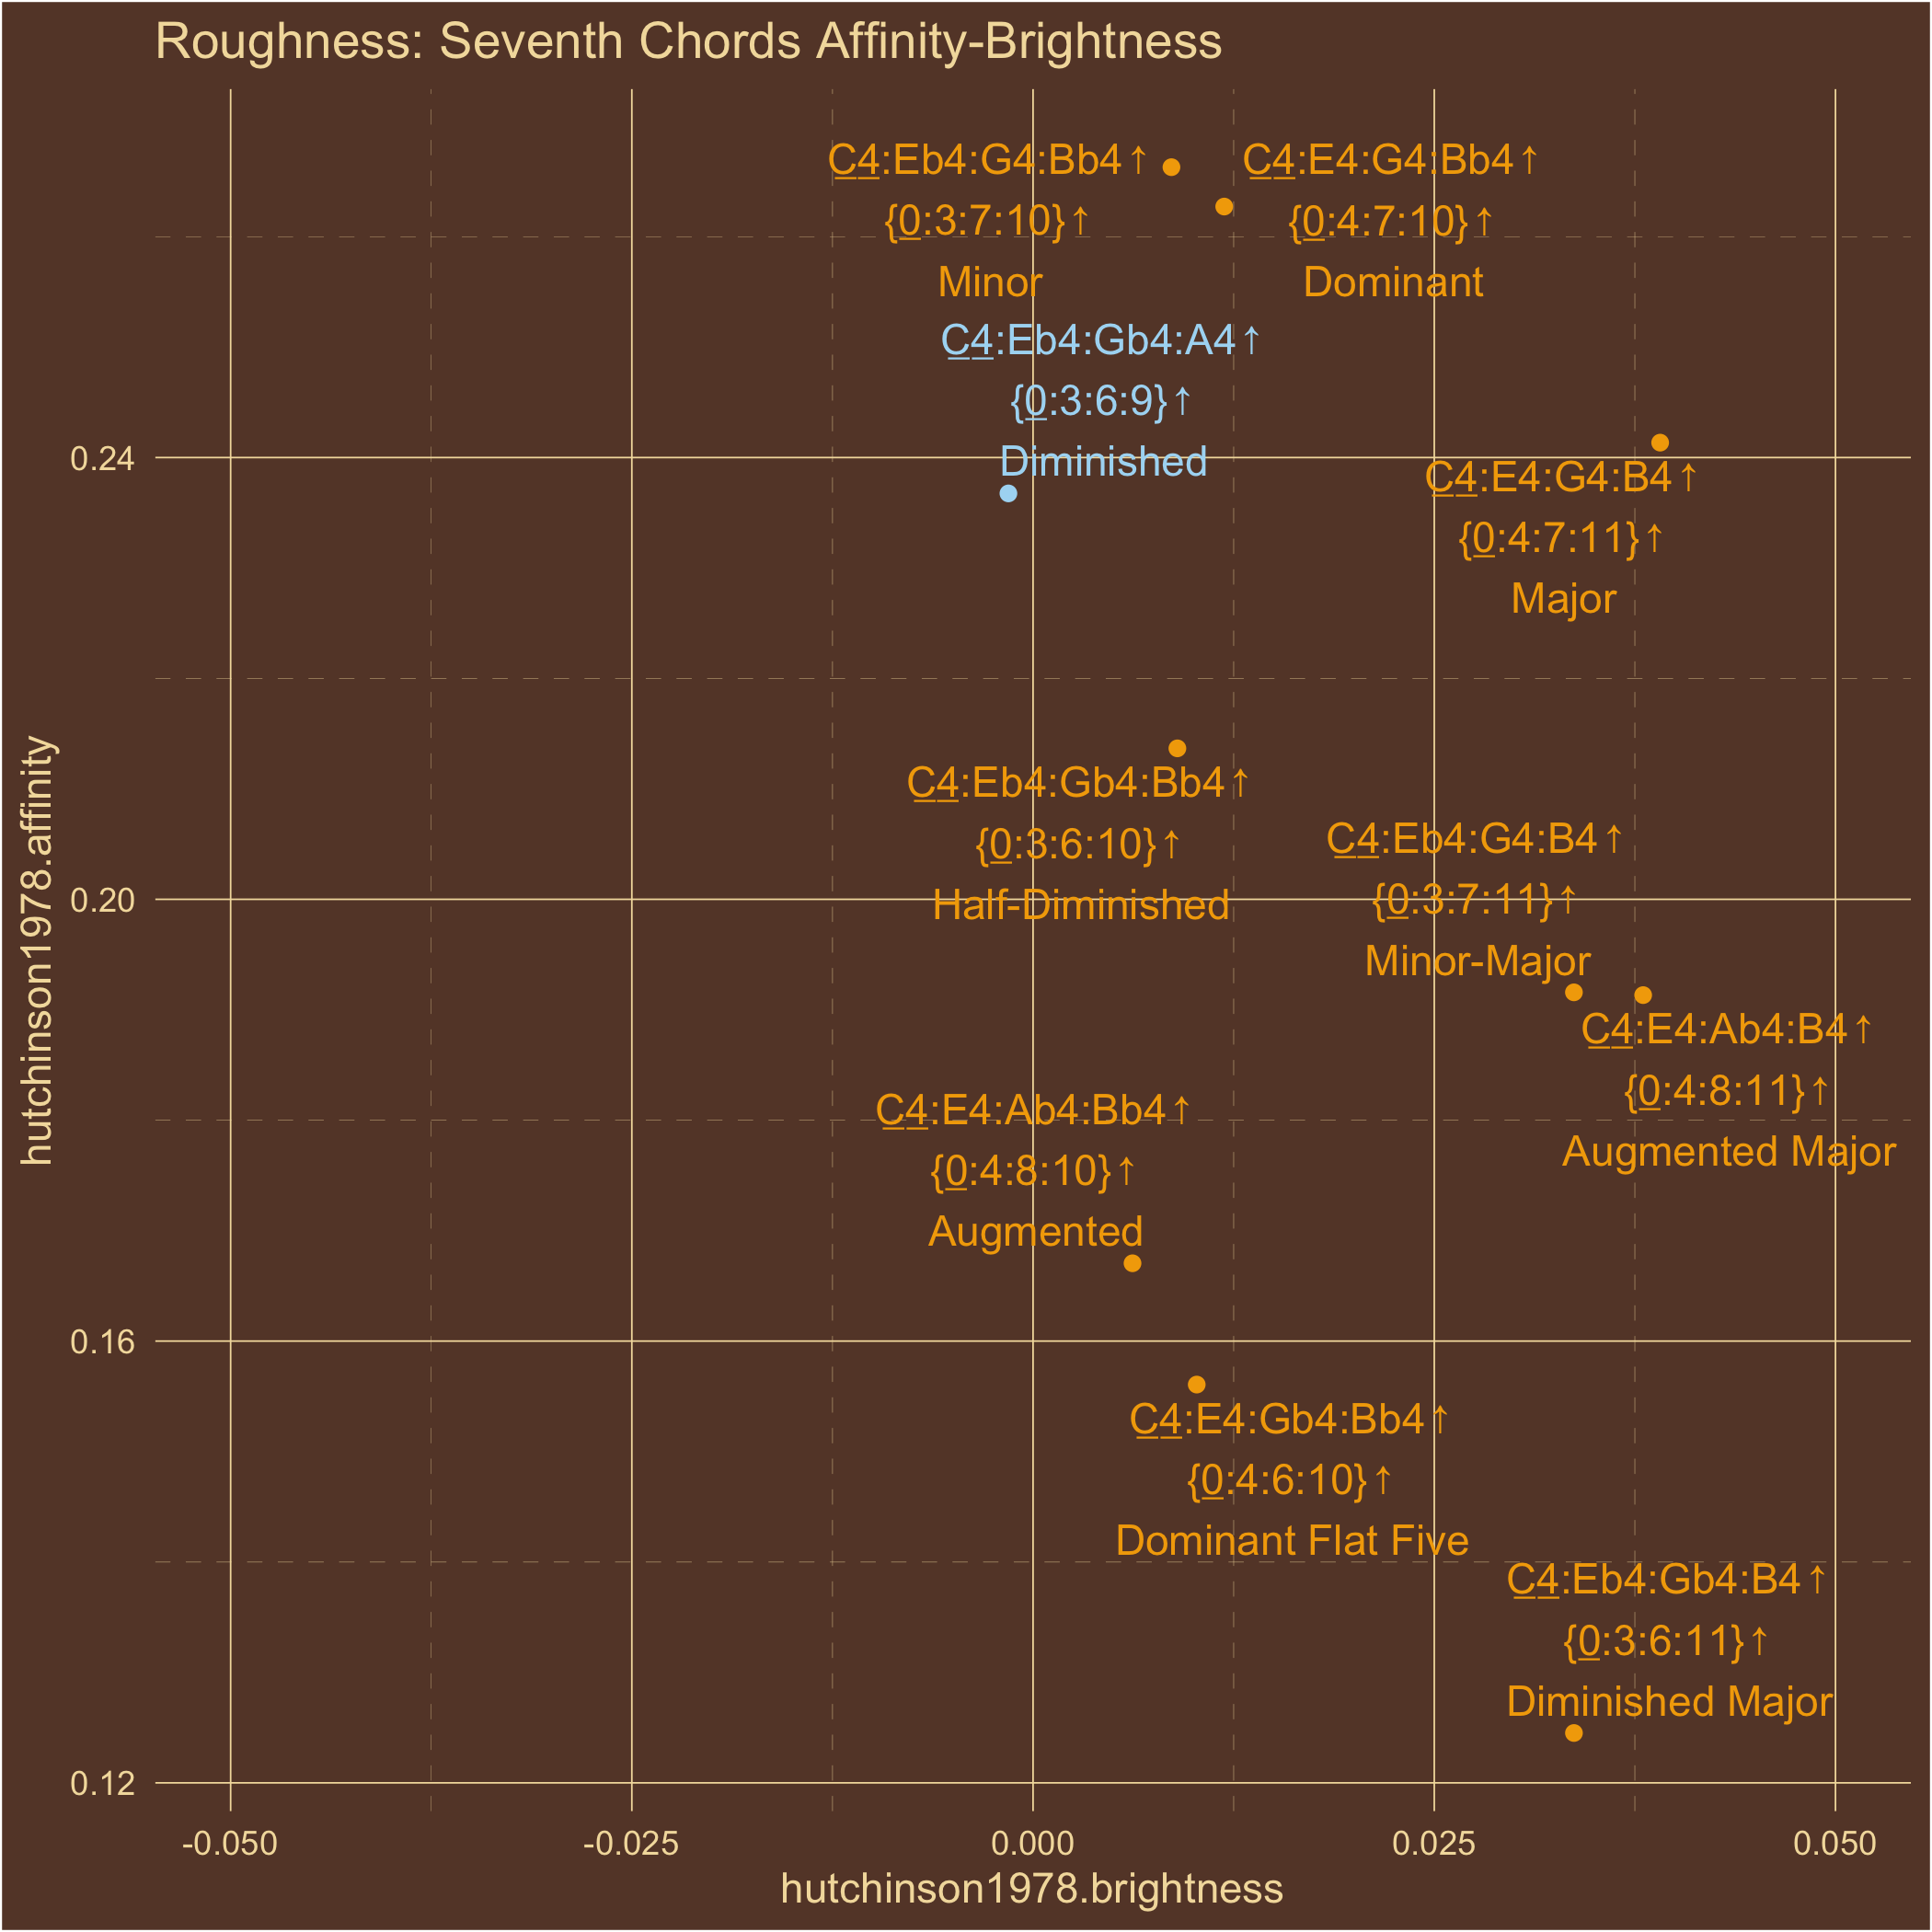 Roughness: Seventh Chords Affinity-Brightness
C4:Eb4:G4:Bb4↑
{0:3:7:10}↑
Minor
C4:E4:G4:Bb4↑
{0:4:7:10}↑
Dominant
C4:Eb4:Gb4:A4↑
{0:3:6:9}↑
Diminished
C4:E4:G4:B4↑
{0:4:7:11}↑
Major
C4:Eb4:Gb4:Bb4↑
{0:3:6:10}↑
Half-Diminished
C4:Eb4:G4:B4↑
{0:3:7:11}↑
Minor-Major
C4:E4:Ab4:B4↑
{0:4:8:11}↑
Augmented Major
C4:E4:Ab4:Bb4↑
{0:4:8:10}↑
Augmented
C4:E4:Gb4:Bb4↑
{0:4:6:10}↑
Dominant Flat Five
C4:Eb4:Gb4:B4↑
{0:3:6:11}↑
Diminished Major
0.24
0.20
0.16
0.12
hutchinson1978.affinity
-0.050
-0.025
0.000
0.025
0.050
hutchinson1978.brightness